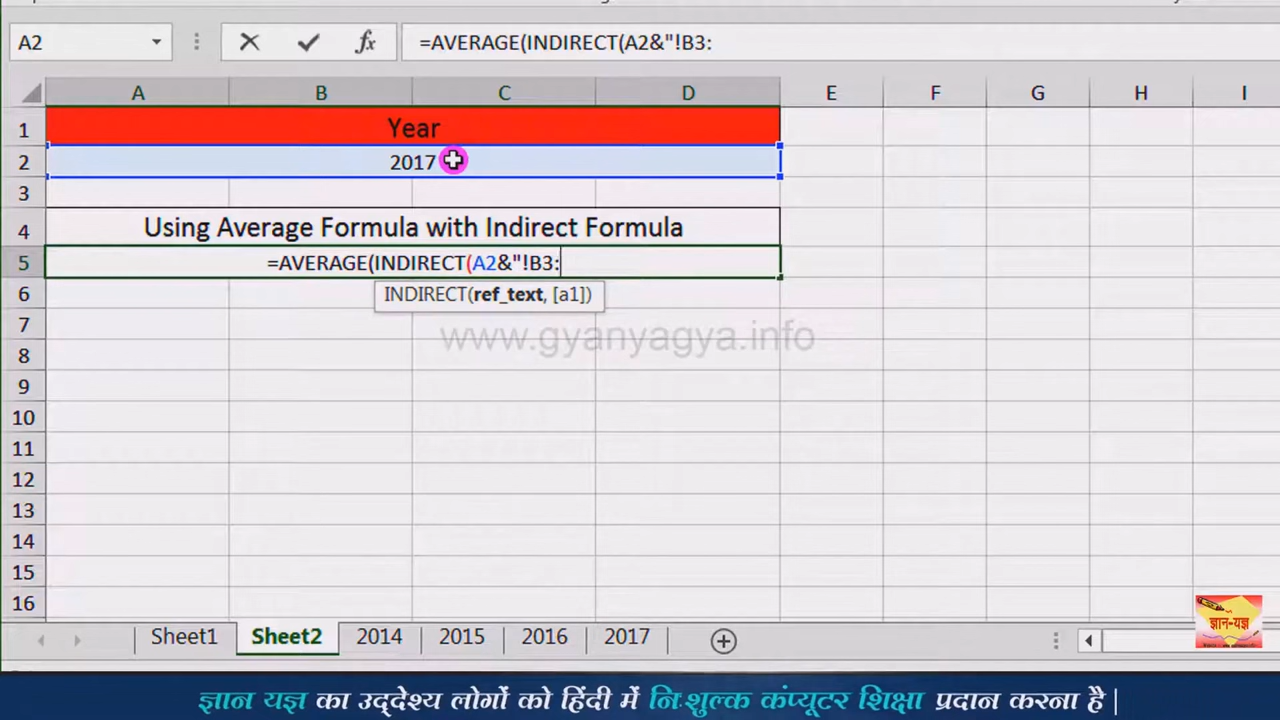 A2 fx =AVERAGE(INDIRECT(A2&"!B3:
A B C D E F G H I
1 Year
2 2017
3
4 Using Average Formula with Indirect Formula
5 =AVERAGE(INDIRECT(A2&"!B3:
6 INDIRECT(ref_text, [a1])
7 www.gyanyagya.info
8
9
10
11
12
13
14
15
16
ज्ञान-यज्ञ
Sheet1 Sheet2 2014 2015 2016 2017
ज्ञान यज्ञ का उद्देश्य लोगों को हिंदी में निःशुल्क कंप्यूटर शिक्षा प्रदान करना है |